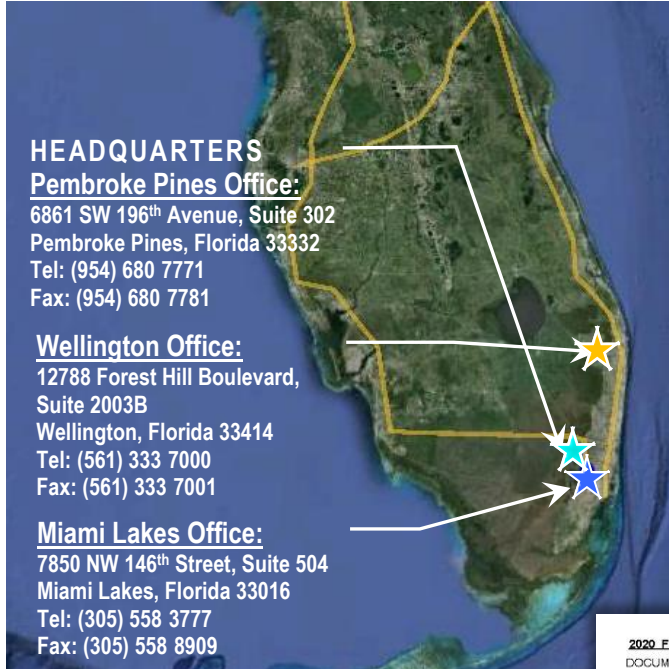 HEADQUARTERS
Pembroke Pines Office:
6861 SW 196th Avenue, Suite 302
Pembroke Pines, Florida 33332
Tel: (954) 680 7771
Fax: (954) 680 7781
Wellington Office:
12788 Forest Hill Boulevard,
Suite 2003B
Wellington, Florida 33414
Tel: (561) 333 7000
Fax: (561) 333 7001
Miami Lakes Office:
7850 NW 146th Street, Suite 504
Miami Lakes, Florida 33016
Tel: (305) 558 3777
Fax: (305) 558 8909
2020 F